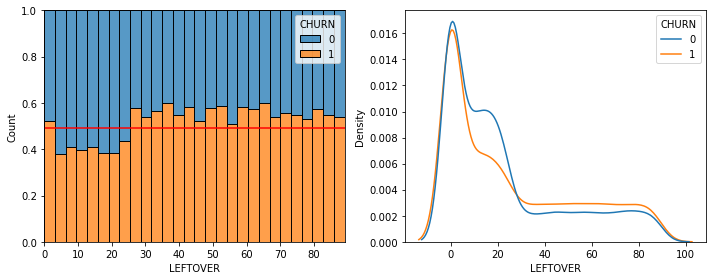 CHURN
0
1
1.0
0.8
0.6
0.4
0.2
0.0
Count
0 10 20 30 40 50 60 70 80
LEFTOVER
CHURN
0
1
0.016
0.014
0.012
0.010
0.008
0.006
0.004
0.002
0.000
Density
0 20 40 60 80 100
LEFTOVER